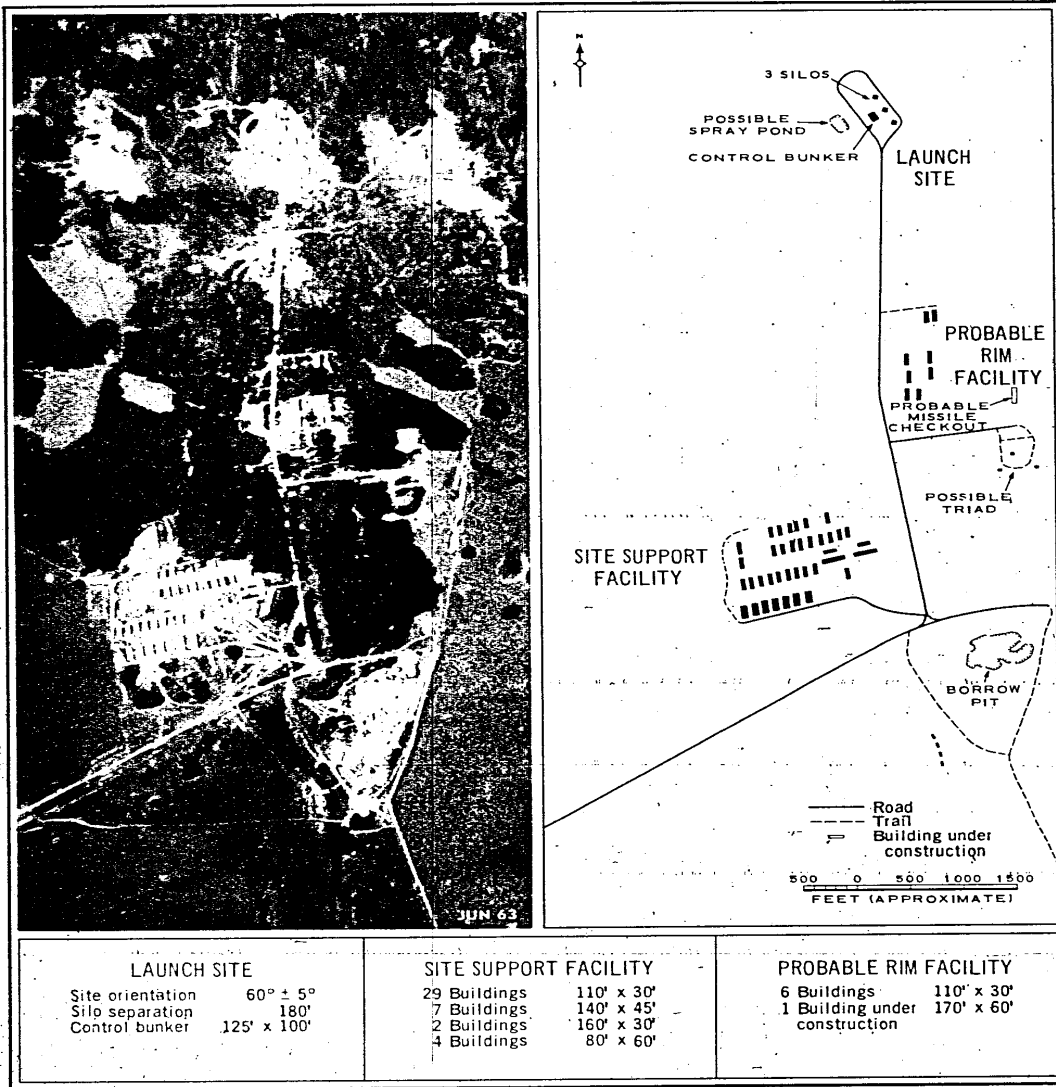 JUN 63
N
3 SILOS
POSSIBLE
SPRAY POND
CONTROL BUNKER
LAUNCH
SITE
PROBABLE
RIM
FACILITY
PROBABLE
MISSILE
CHECKOUT
POSSIBLE
TRIAD
SITE SUPPORT
FACILITY
BORROW
PIT
Road
Trail
Building under
construction
500 0 500 1000 1500
FEET (APPROXIMATE)
LAUNCH SITE
Site orientation 60° ± 5°
Silo separation 180'
Control bunker 125' x 100'
SITE SUPPORT FACILITY
29 Buildings 110' x 30'
7 Buildings 140' x 45'
2 Buildings 160' x 30'
4 Buildings 80' x 60'
PROBABLE RIM FACILITY
6 Buildings 110' x 30'
1 Building under 170' x 60'
construction